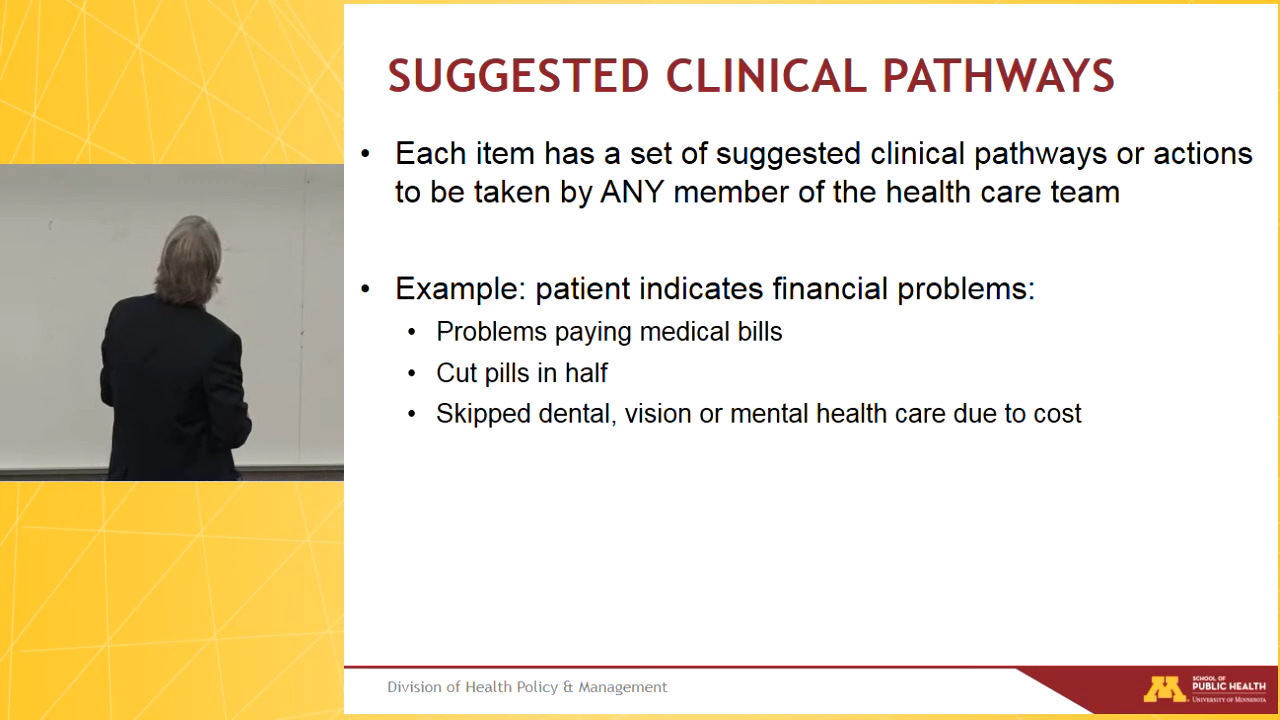 SUGGESTED CLINICAL PATHWAYS
• Each item has a set of suggested clinical pathways or actions
to be taken by ANY member of the health care team
• Example: patient indicates financial problems:
• Problems paying medical bills
• Cut pills in half
• Skipped dental, vision or mental health care due to cost
Division of Health Policy & Management
M
SCHOOL OF
PUBLIC HEALTH
UNIVERSITY OF MINNESOTA